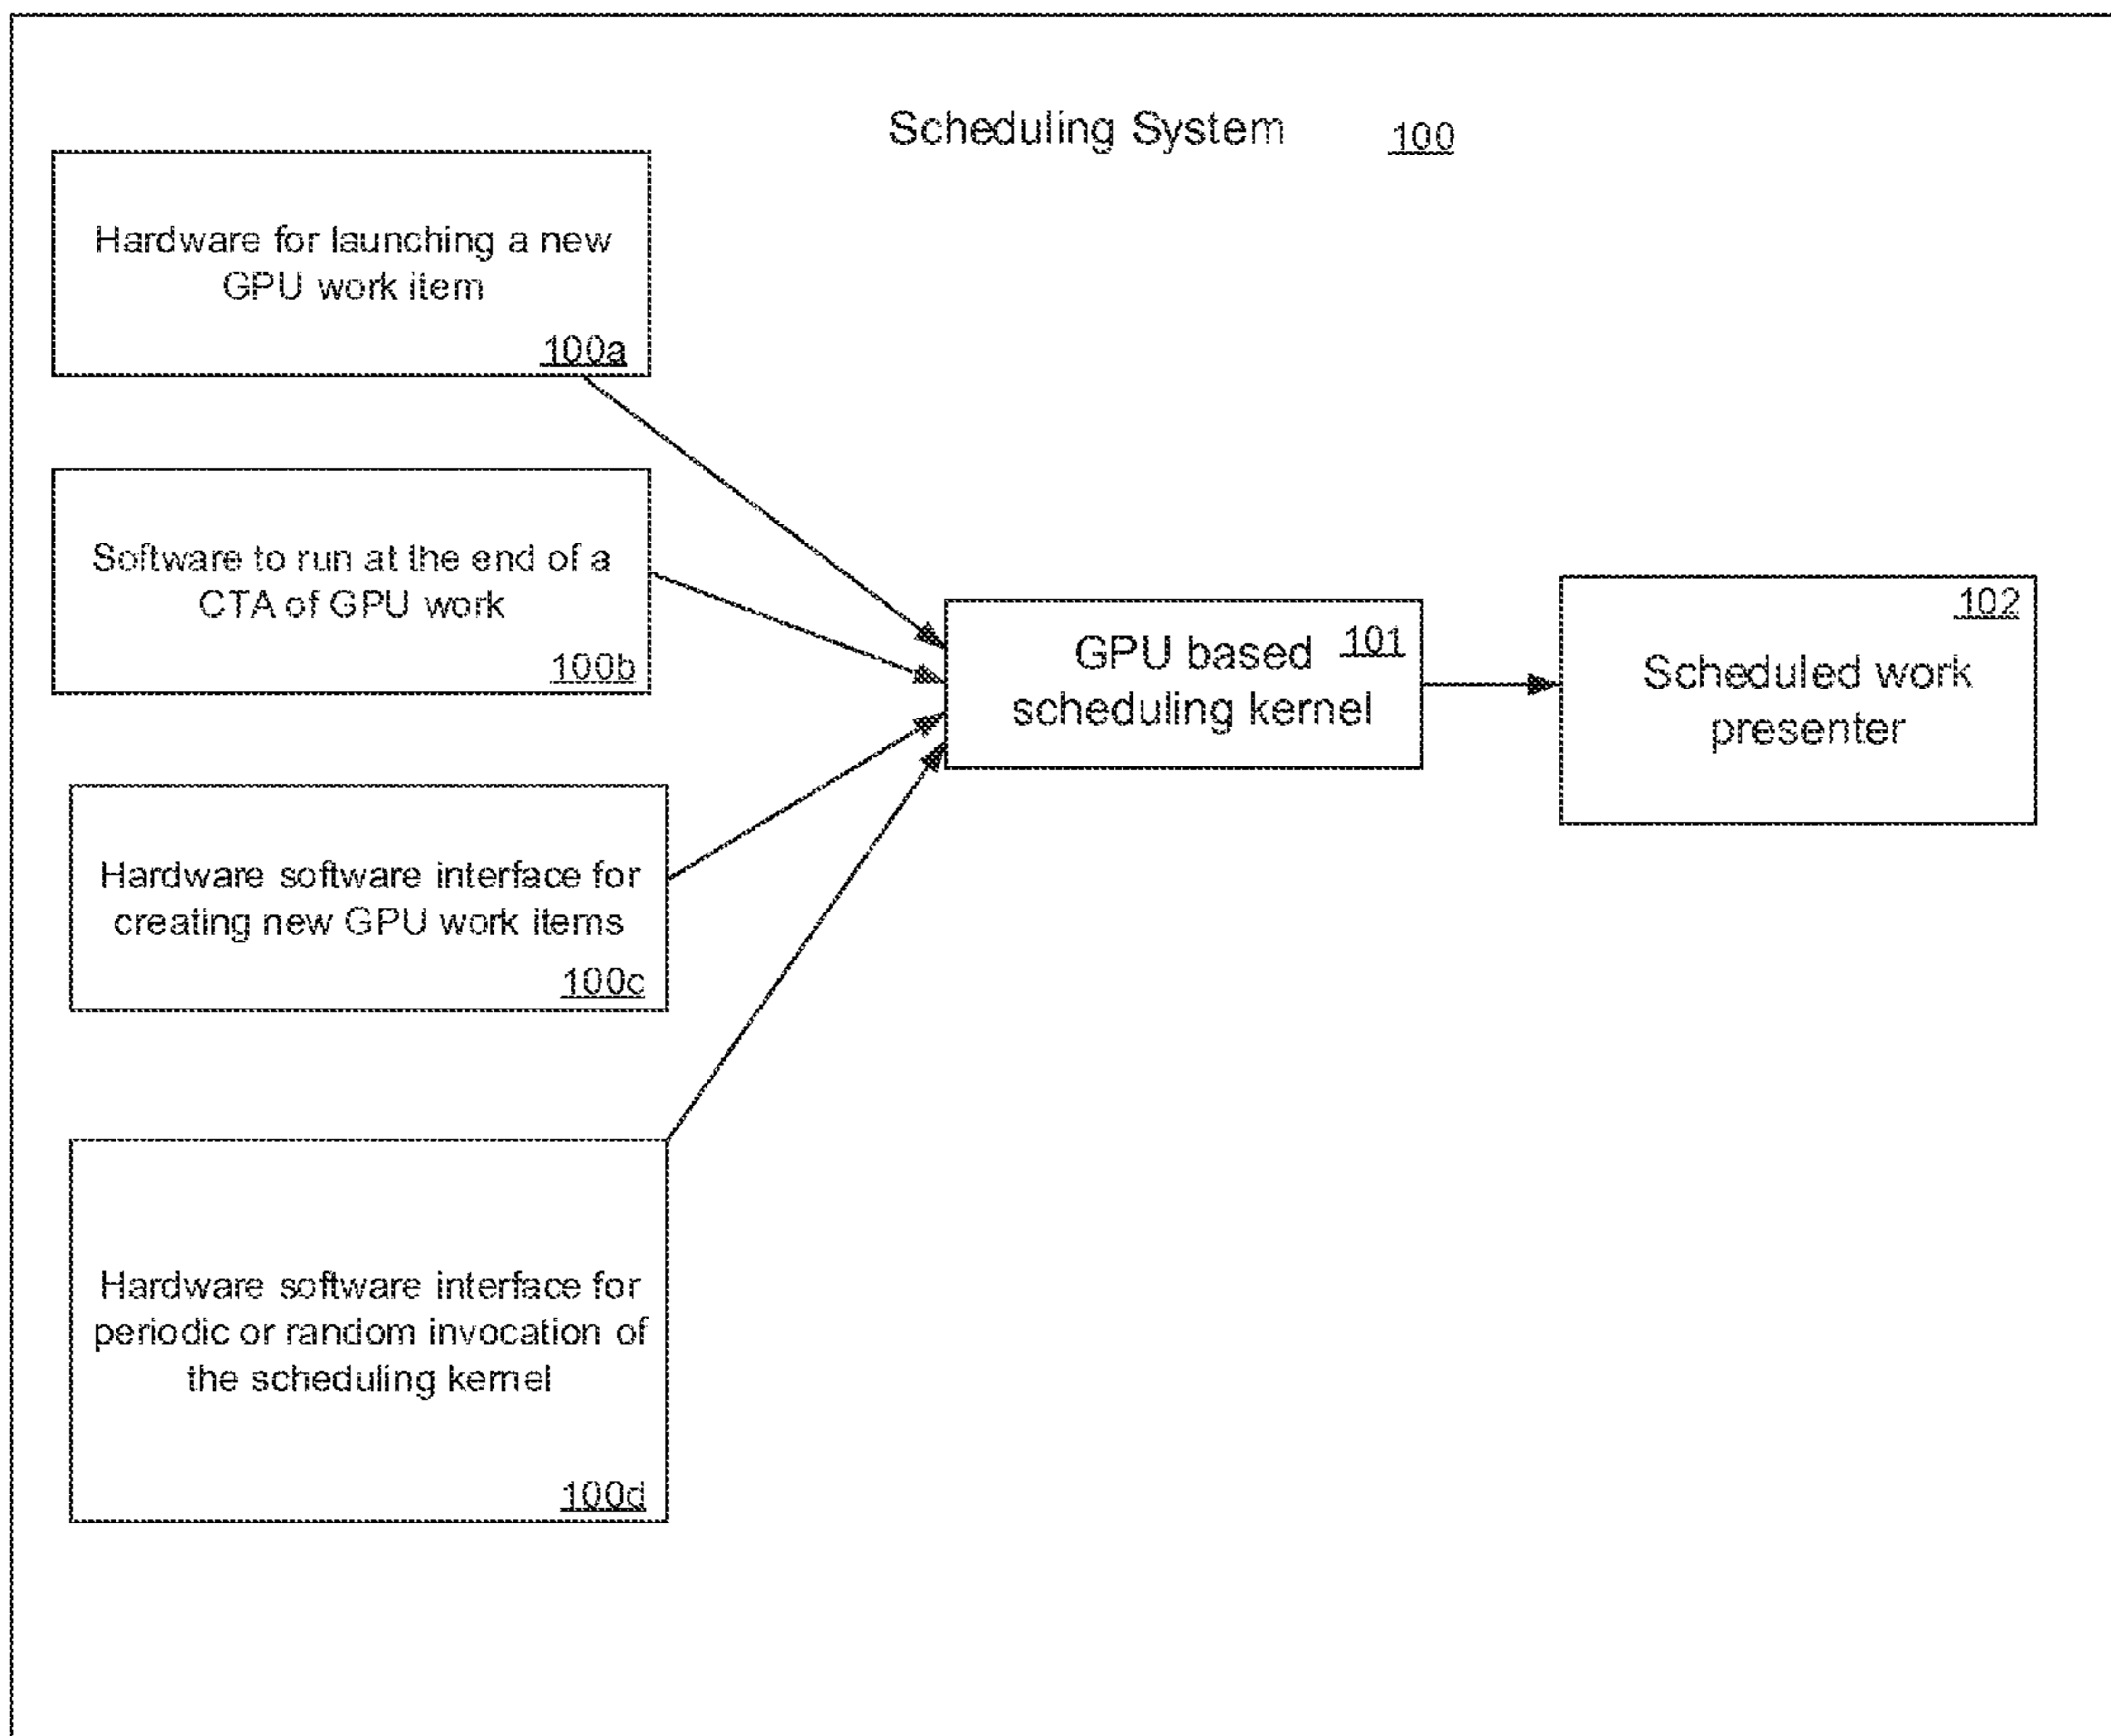 Scheduling System 100
Hardware for launching a new
GPU work item
100a
Software to run at the end of a
CTA of GPU work
100b
Hardware software interface for
creating new GPU work items
100c
Hardware software interface for
periodic or random invocation of
the scheduling kernel
100d
GPU based 101
scheduling kernel
102
Scheduled work
presenter